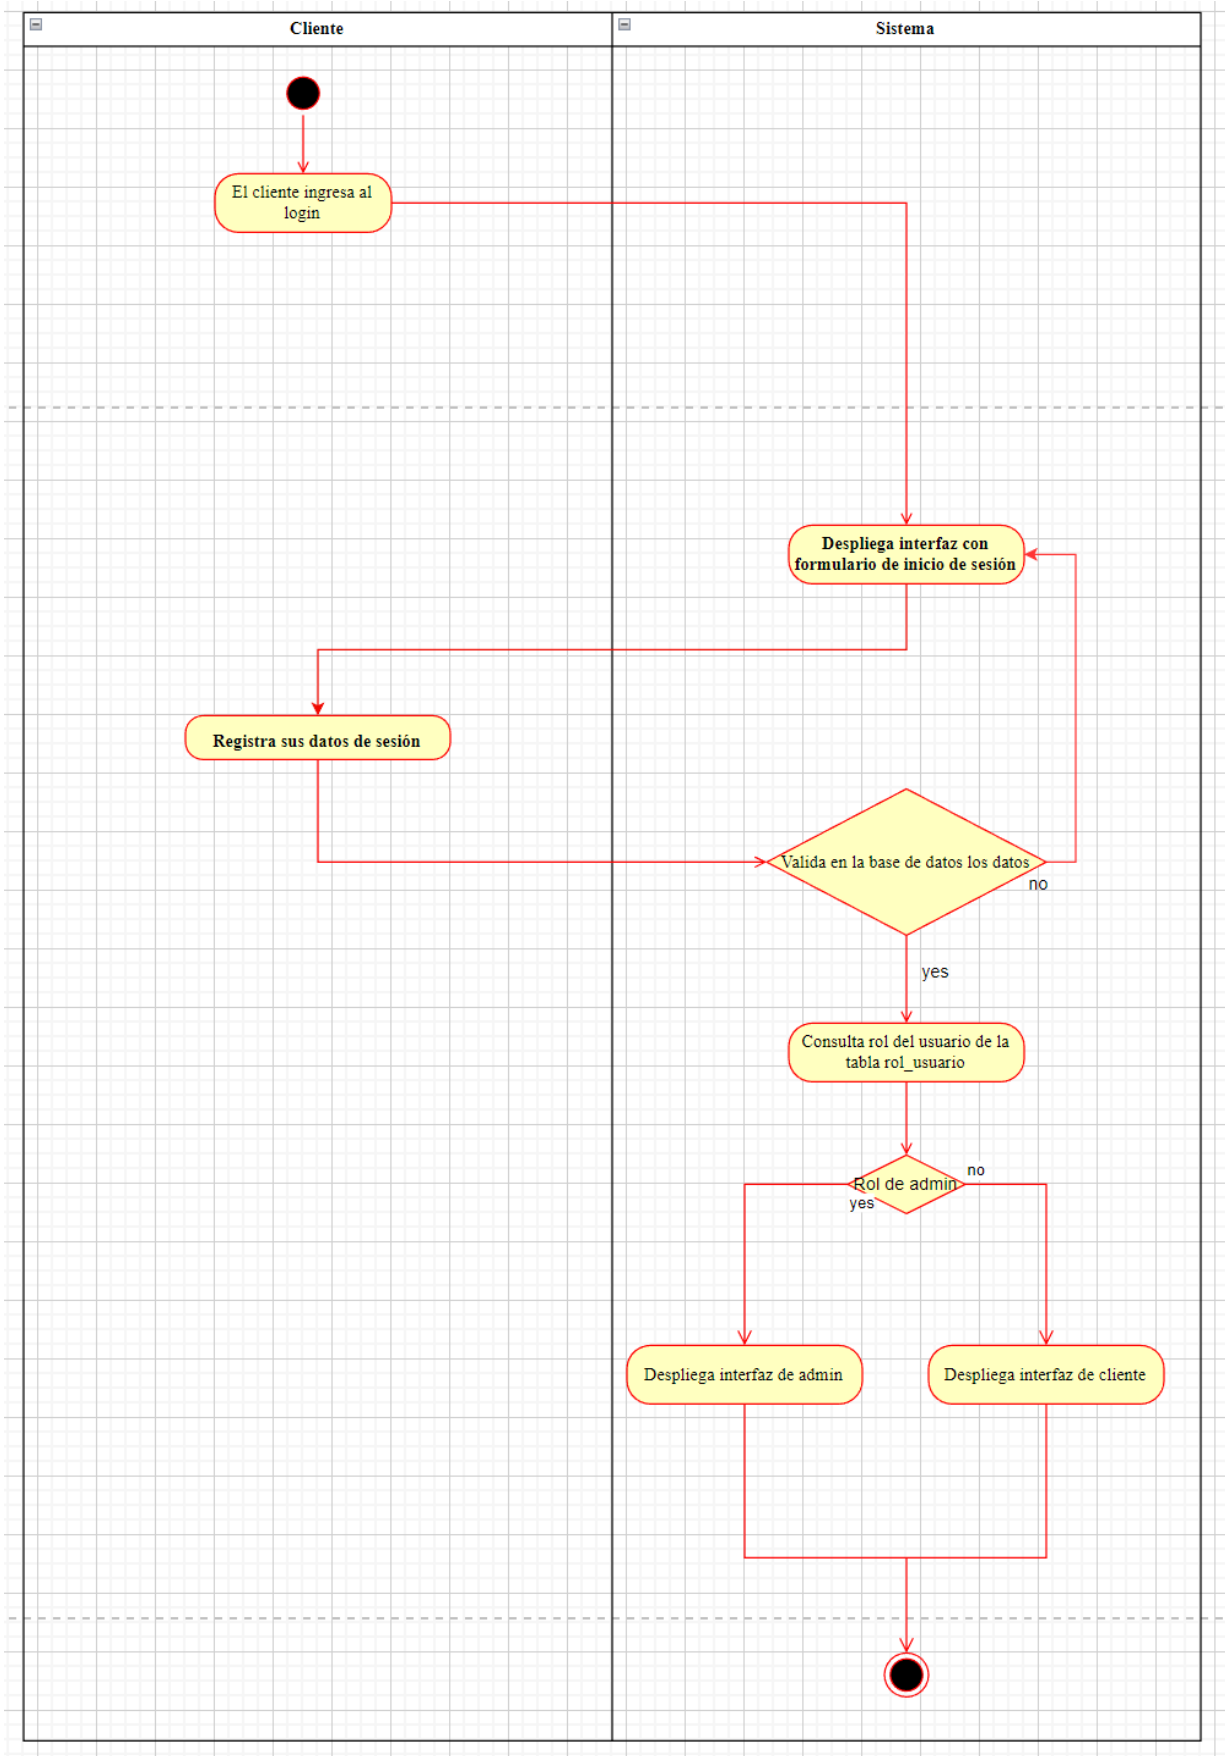 Cliente
Sistema
El cliente ingresa al
login
Despliega interfaz con
formulario de inicio de sesión
Registra sus datos de sesión
Valida en la base de datos los datos
no
yes
Consulta rol del usuario de la
tabla rol_usuario
Rol de admin
no
yes
Despliega interfaz de admin
Despliega interfaz de cliente